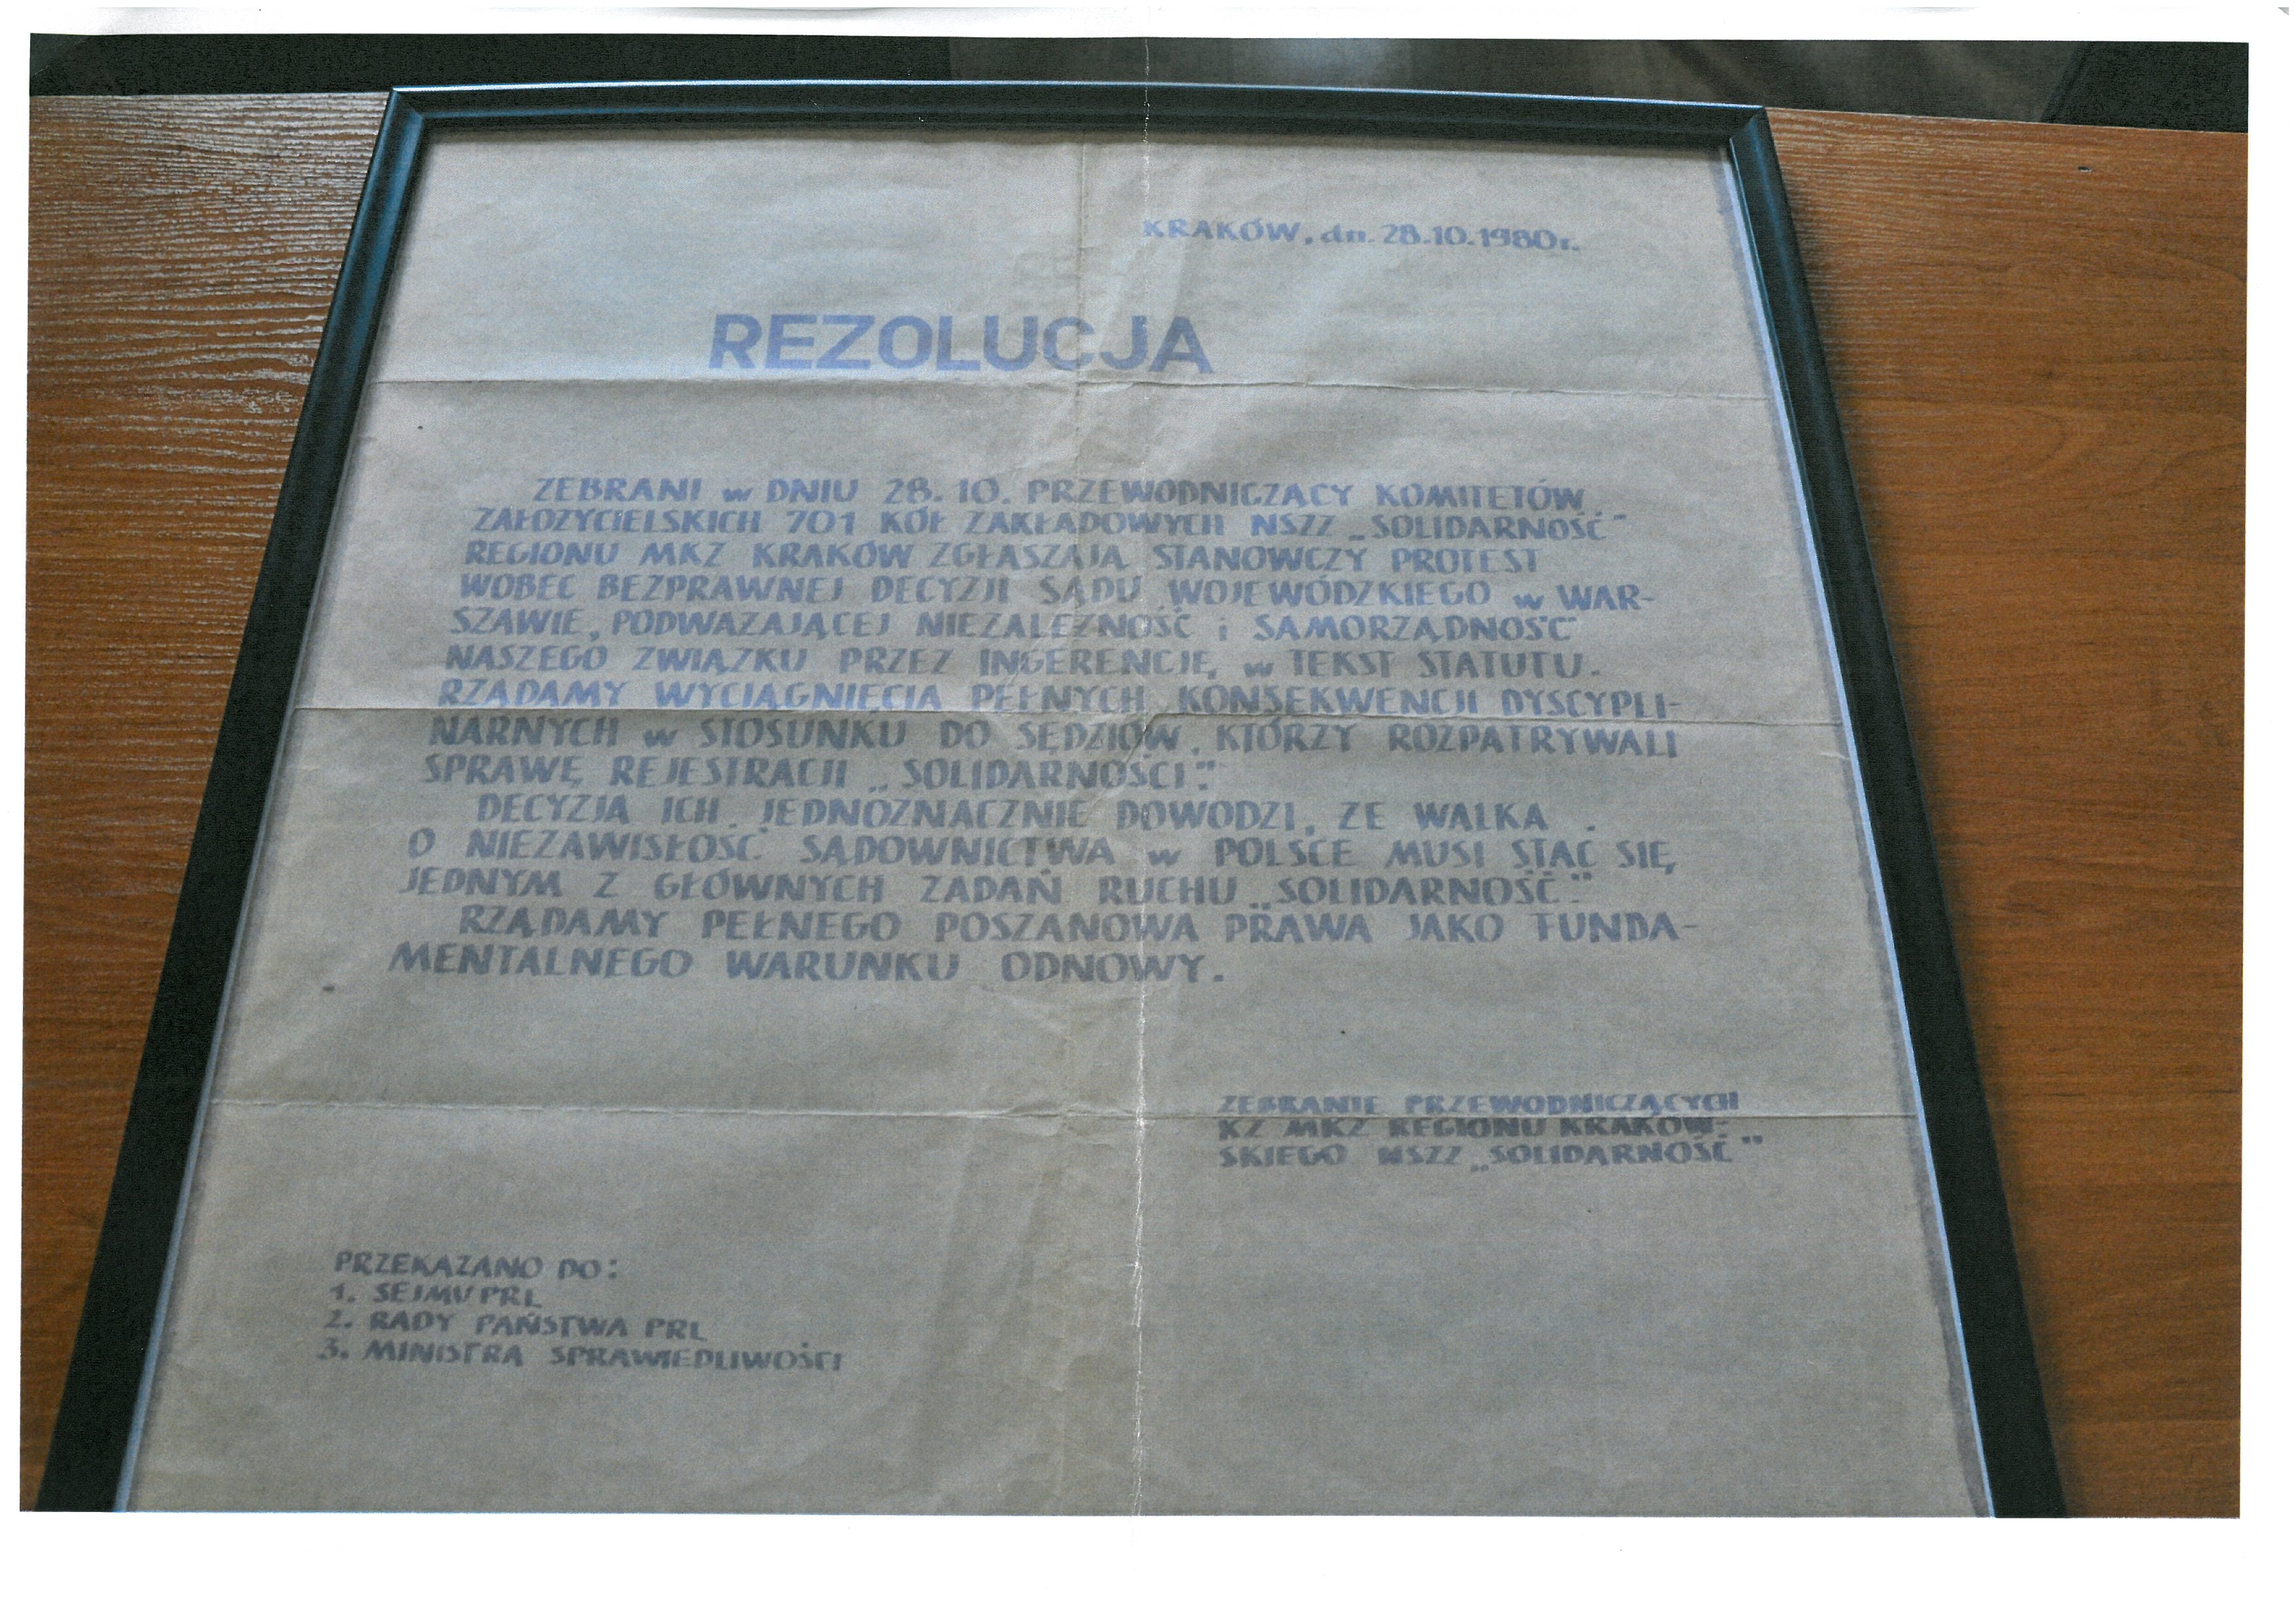 KRAKÓW, dn. 28.10.1980r.
REZOLUCJA
ZEBRANI w DNIU 28.10. PRZEWODNICZĄCY KOMITETÓW
ZAŁOŻYCIELSKICH 701 KÓŁ ZAKŁADOWYCH NSZZ „SOLIDARNOŚĆ"
REGIONU MKZ KRAKÓW ZGŁASZAJĄ STANOWCZY PROTEST
WOBEC BEZPRAWNEJ DECYZJI SĄDU WOJEWÓDZKIEGO w WAR-
SZAWIE, PODWAŻAJĄCEJ NIEZALEŻNOŚĆ i SAMORZĄDNOŚĆ
NASZEGO ZWIĄZKU PRZEZ INGERENCJĘ w TEKST STATUTU.
RZĄDAMY WYCIĄGNIĘCIA PEŁNYCH KONSEKWENCJI DYSCYPLI-
NARNYCH w STOSUNKU DO SĘDZIÓW, KTÓRZY ROZPATRYWALI
SPRAWĘ REJESTRACJI „SOLIDARNOŚCI".
DECYZJA ICH JEDNOZNACZNIE DOWODZI, ŻE WALKA
O NIEZAWISŁOŚĆ SĄDOWNICTWA w POLSCE MUSI STAĆ SIĘ
JEDNYM Z GŁÓWNYCH ZADAŃ RUCHU „SOLIDARNOŚĆ".
RZĄDAMY PEŁNEGO POSZANOWA PRAWA JAKO FUNDA-
MENTALNEGO WARUNKU ODNOWY.
ZEBRANIE PRZEWODNICZĄCYCH
KZ MKZ REGIONU KRAKOW-
SKIEGO NSZZ „SOLIDARNOŚĆ"
PRZEKAZANO DO:
1. SEJMU PRL
2. RADY PAŃSTWA PRL
3. MINISTRA SPRAWIEDLIWOŚCI